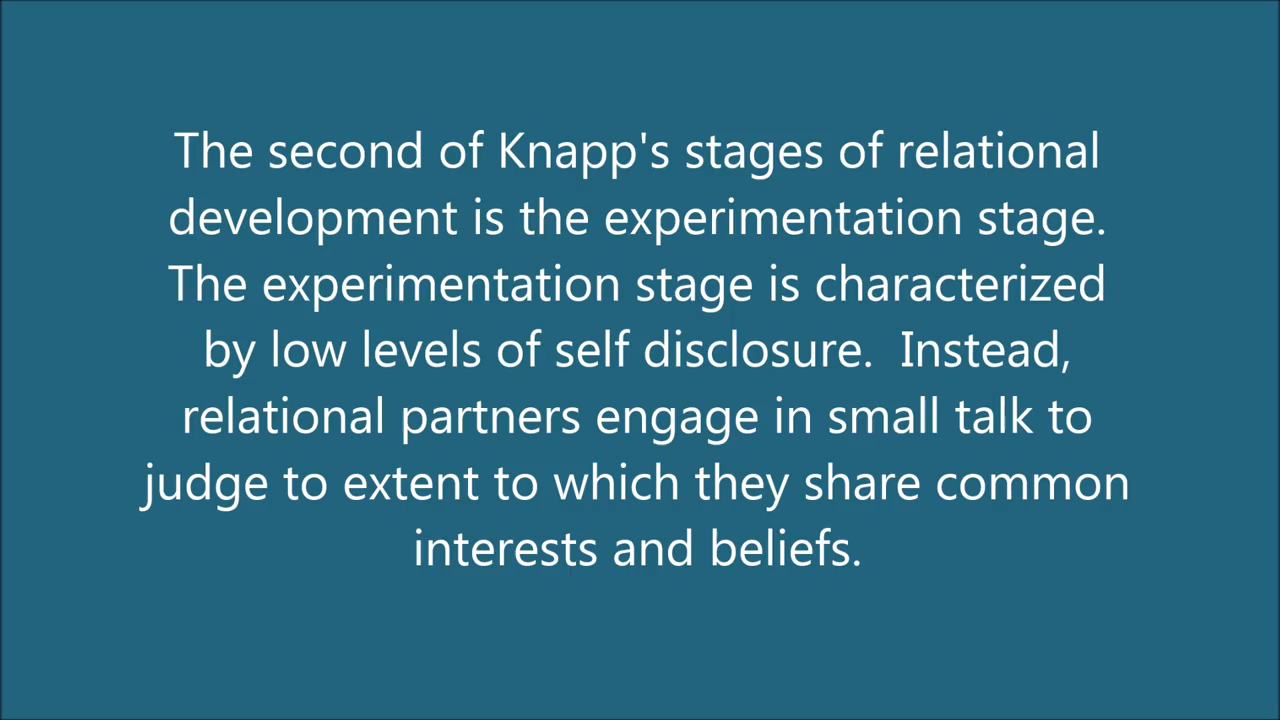 The second of Knapp's stages of relational
development is the experimentation stage.
The experimentation stage is characterized
by low levels of self disclosure.  Instead,
relational partners engage in small talk to
judge to extent to which they share common
interests and beliefs.